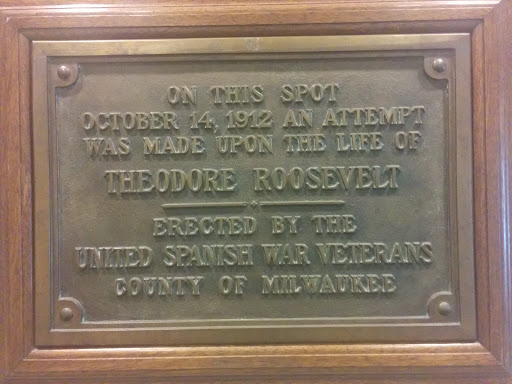 ON THIS SPOT
OCTOBER 14, 1912 AN ATTEMPT
WAS MADE UPON THE LIFE OF
THEODORE ROOSEVELT
ERECTED BY THE
UNITED SPANISH WAR VETERANS
COUNTY OF MILWAUKEE